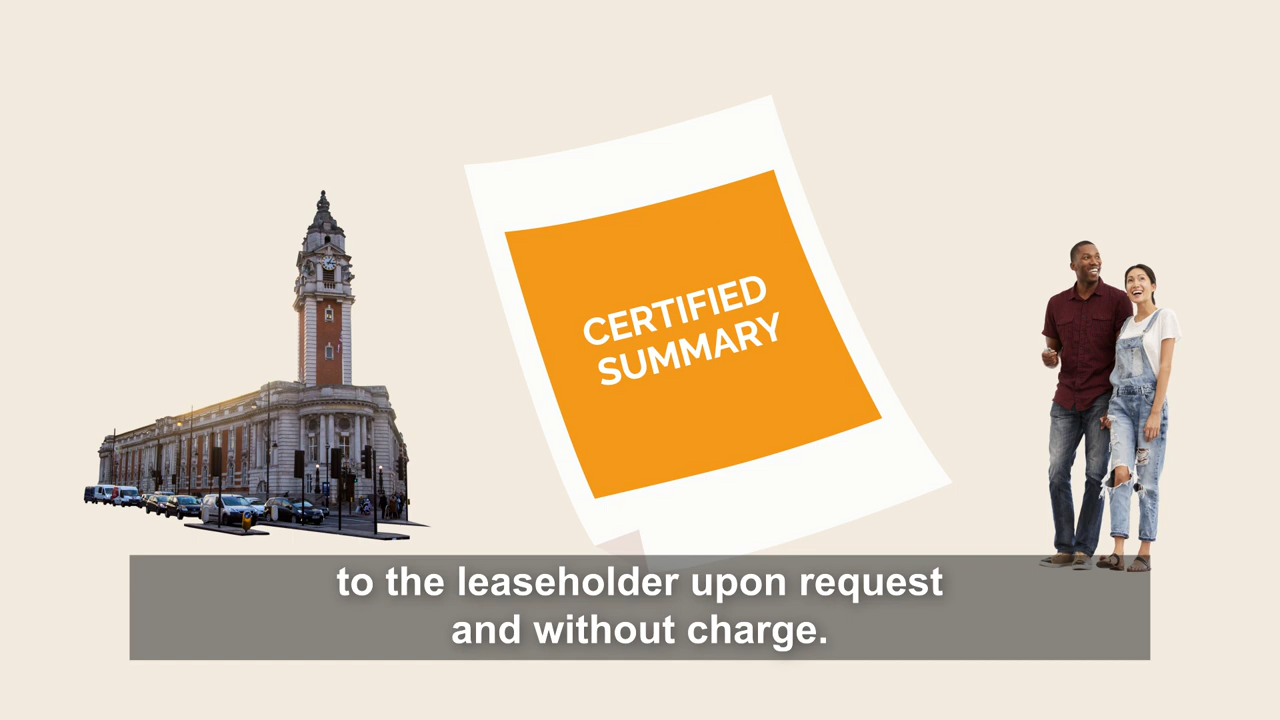 CERTIFIED
SUMMARY
to the leaseholder upon request
and without charge.